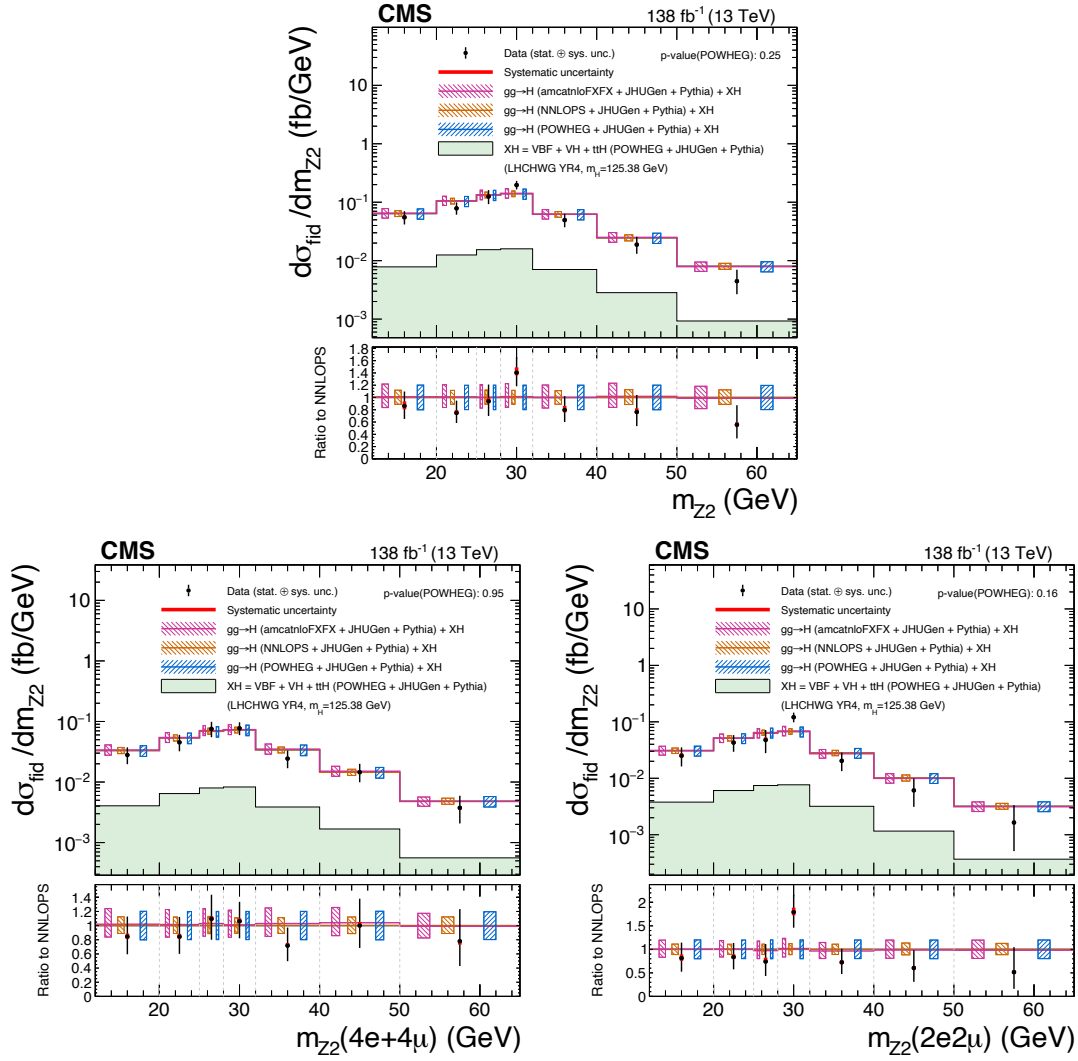 CMS
138 fb⁻¹ (13 TeV)
Data (stat. ⊕ sys. unc.)
p-value(POWHEG): 0.25
Systematic uncertainty
gg→H (amcatnloFXFX + JHUGen + Pythia) + XH
gg→H (NNLOPS + JHUGen + Pythia) + XH
gg→H (POWHEG + JHUGen + Pythia) + XH
XH = VBF + VH + ttH (POWHEG + JHUGen + Pythia)
(LHCHWG YR4, m_H=125.38 GeV)
dσ_fid/dm_Z2 (fb/GeV)
10⁻¹
1
10⁻¹
10⁻²
10⁻³
Ratio to NNLOPS
1.8
1.6
1.4
1.2
1
0.8
0.6
0.4
0.2
0
20 30 40 50 60
m_Z2 (GeV)
CMS
138 fb⁻¹ (13 TeV)
Data (stat. ⊕ sys. unc.)
p-value(POWHEG): 0.95
Systematic uncertainty
gg→H (amcatnloFXFX + JHUGen + Pythia) + XH
gg→H (NNLOPS + JHUGen + Pythia) + XH
gg→H (POWHEG + JHUGen + Pythia) + XH
XH = VBF + VH + ttH (POWHEG + JHUGen + Pythia)
(LHCHWG YR4, m_H=125.38 GeV)
dσ_fid/dm_Z2 (fb/GeV)
10
1
10⁻¹
10⁻²
10⁻³
Ratio to NNLOPS
1.4
1.2
1
0.8
0.6
0.4
0.2
0
20 30 40 50 60
m_Z2(4e+4μ) (GeV)
CMS
138 fb⁻¹ (13 TeV)
Data (stat. ⊕ sys. unc.)
p-value(POWHEG): 0.16
Systematic uncertainty
gg→H (amcatnloFXFX + JHUGen + Pythia) + XH
gg→H (NNLOPS + JHUGen + Pythia) + XH
gg→H (POWHEG + JHUGen + Pythia) + XH
XH = VBF + VH + ttH (POWHEG + JHUGen + Pythia)
(LHCHWG YR4, m_H=125.38 GeV)
dσ_fid/dm_Z2 (fb/GeV)
10
1
10⁻¹
10⁻²
10⁻³
Ratio to NNLOPS
2
1.5
1
0.5
0
20 30 40 50 60
m_Z2(2e2μ) (GeV)